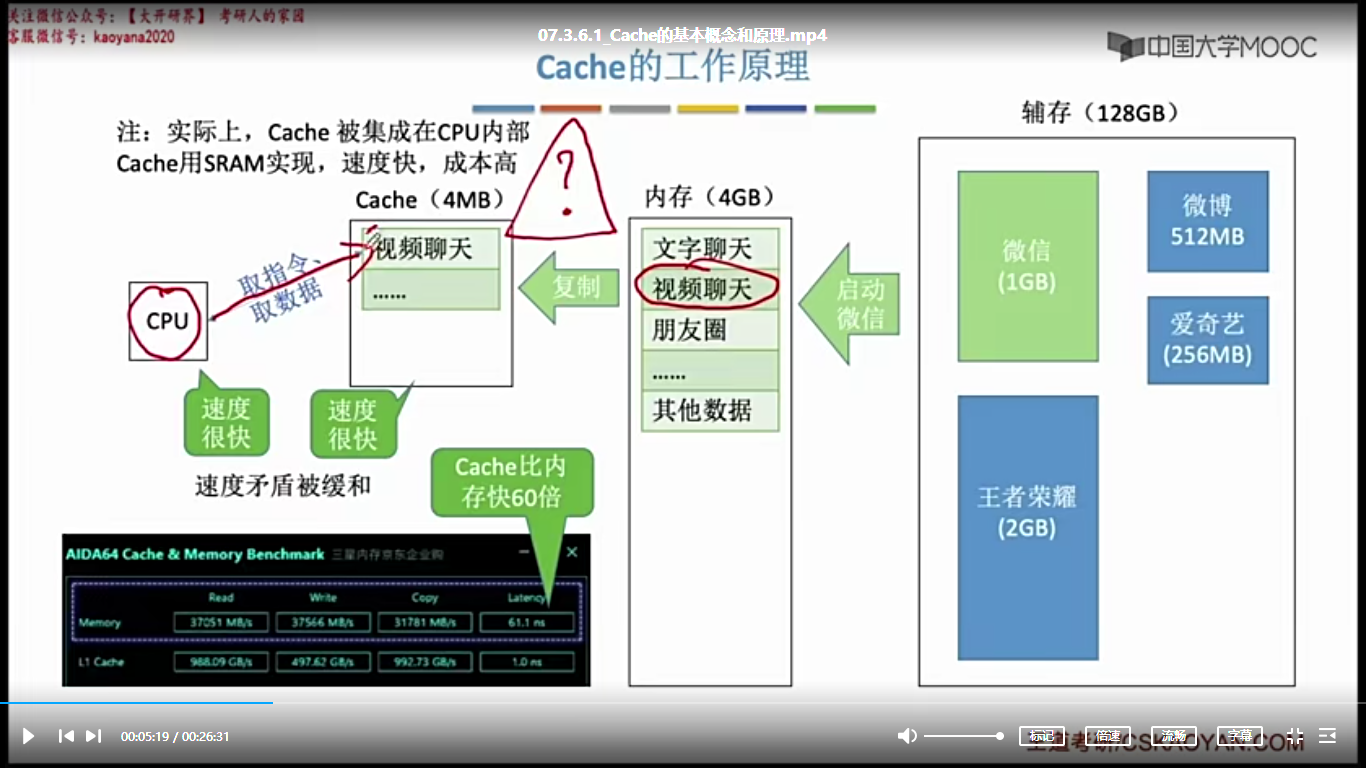 关注微信公众号：【大开研界】 考研人的家园
客服微信号：kaoyana2020
07.3.6.1_Cache的基本概念和原理.mp4
中国大学MOOC
Cache的工作原理
注：实际上，Cache 被集成在CPU内部
Cache用SRAM实现，速度快，成本高
?
Cache（4MB）
视频聊天
……
取指令、
取数据
CPU
速度
很快
速度
很快
速度矛盾被缓和
复制
内存（4GB）
文字聊天
视频聊天
朋友圈
……
其他数据
启动
微信
辅存（128GB）
微信
(1GB)
微博
512MB
爱奇艺
(256MB)
王者荣耀
(2GB)
Cache比内
存快60倍
AIDA64 Cache & Memory Benchmark 三星内存京东企业购
Read Write Copy Latency
Memory 37051 MB/s 37566 MB/s 31781 MB/s 61.1 ns
L1 Cache 988.09 GB/s 497.62 GB/s 992.73 GB/s 1.0 ns
00:05:19 / 00:26:31
标记 倍速 流畅 字幕
王道考研/CSKAOYAN.COM